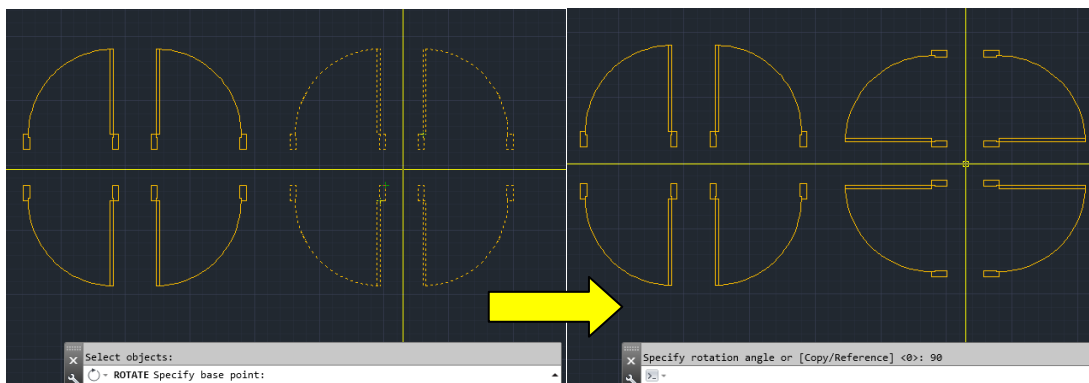 Select objects:
ROTATE Specify base point:
Specify rotation angle or [Copy/Reference] <0>: 90